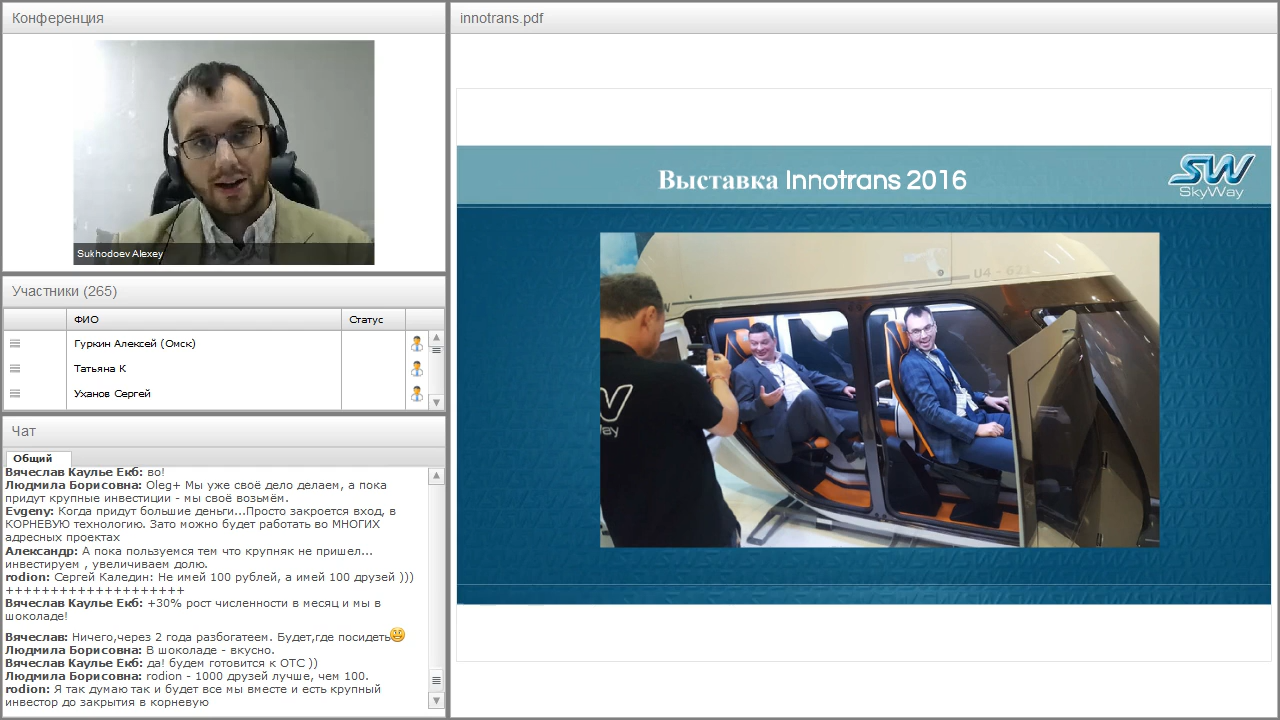 Конференция
Sukhodoev Alexey
Участники (265)
ФИО
Статус
Гуркин Алексей (Омск)
Татьяна К
Уханов Сергей
Чат
Общий
Вячеслав Каулье Екб: во!
Людмила Борисовна: Oleg+ Мы уже своё дело делаем, а пока
придут крупные инвестиции - мы своё возьмём.
Evgeny: Когда придут большие деньги...Просто закроется вход, в
КОРНЕВУЮ технологию. Зато можно будет работать во МНОГИХ
адресных проектах
Александр: А пока пользуемся тем что крупняк не пришел...
инвестируем , увеличиваем долю.
rodion: Сергей Каледин: Не имей 100 рублей, а имей 100 друзей )))
++++++++++++++++++++
Вячеслав Каулье Екб: +30% рост численности в месяц и мы в
шоколаде!
Вячеслав: Ничего,через 2 года разбогатеем. Будет,где посидеть
Людмила Борисовна: В шоколаде - вкусно.
Вячеслав Каулье Екб: да! будем готовится к ОТС ))
Людмила Борисовна: rodion - 1000 друзей лучше, чем 100.
rodion: Я так думаю так и будет все мы вместе и есть крупный
инвестор до закрытия в корневую
innotrans.pdf
Выставка Innotrans 2016
SW
SkyWay